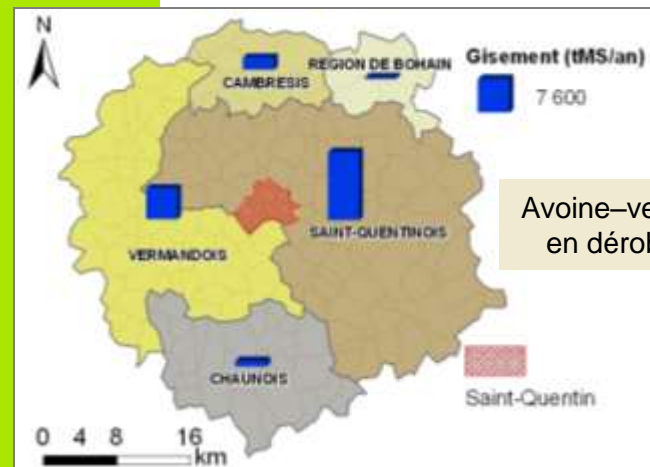 N
Gisement (tMS/an)
7 600
CAMBRESIS
REGION DE BOHAIN
Avoine–ve
en dérob
SAINT-QUENTINOIS
VERMANDOIS
CHAUNOIS
Saint-Quentin
0 4 8 16
km